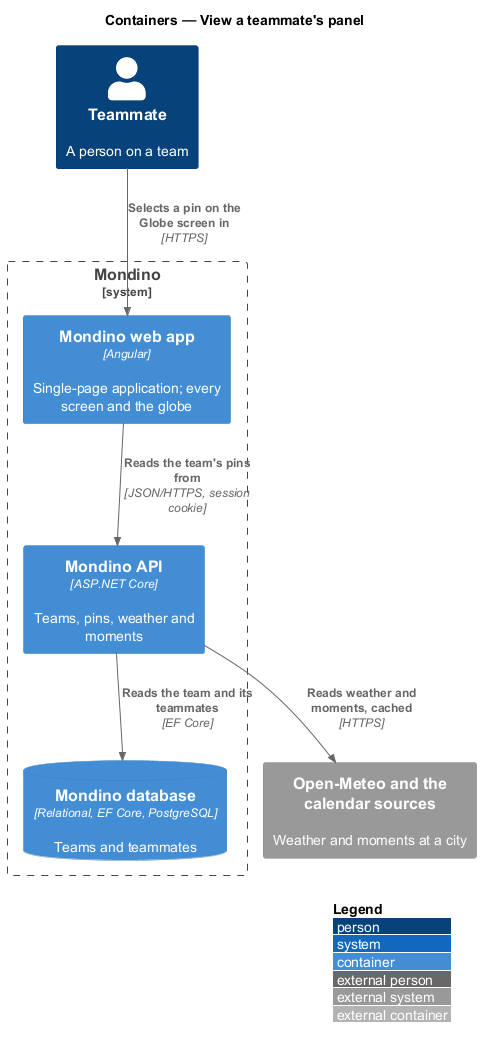 Containers — View a teammate's panel
Teammate
A person on a team
Selects a pin on the
Globe screen in
[HTTPS]
Mondino
[system]
Mondino web app
[Angular]
Single-page application; every
screen and the globe
Reads the team's pins
from
[JSON/HTTPS, session
cookie]
Mondino API
[ASP.NET Core]
Teams, pins, weather and
moments
Reads the team and its
teammates
[EF Core]
Reads weather and
moments, cached
[HTTPS]
Mondino database
[Relational, EF Core, PostgreSQL]
Teams and teammates
Open-Meteo and the
calendar sources
Weather and moments at a city
Legend
person
system
container
external person
external system
external container